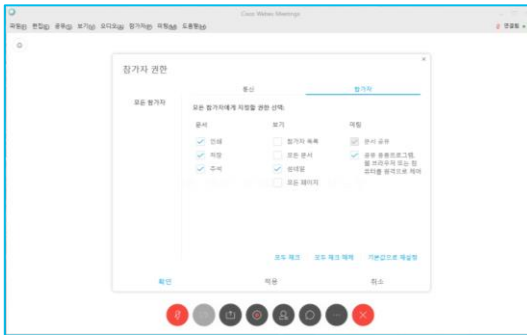 Cisco Webex Meetings
파일(F) 편집(E) 공유(S) 보기(V) 오디오(A) 참가자(P) 미팅(M) 도움말(H)
연결됨
참가자 권한
통신 참가자
모든 참가자
모든 참가자에게 지정할 권한 선택:
문서 보기 미팅
인쇄 참가자 목록 문서 공유
저장 모든 문서 공유 응용프로그램,
주석 썸네일 웹 브라우저 또는 컴
모든 페이지 퓨터를 원격으로 제어
모두 체크 모두 체크 해제 기본값으로 재설정
확인 적용 취소